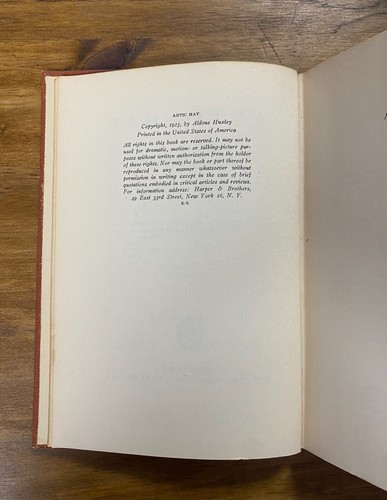 ANTIC HAY
Copyright, 1923, by Aldous Huxley
Printed in the United States of America
All rights in this book are reserved. It may not be
used for dramatic, motion- or talking-picture pur-
poses without written authorization from the holder
of these rights. Nor may the book or part thereof be
reproduced in any manner whatsoever without
permission in writing except in the case of brief
quotations embodied in critical articles and reviews.
For information address: Harper & Brothers,
49 East 33rd Street, New York 16, N. Y.